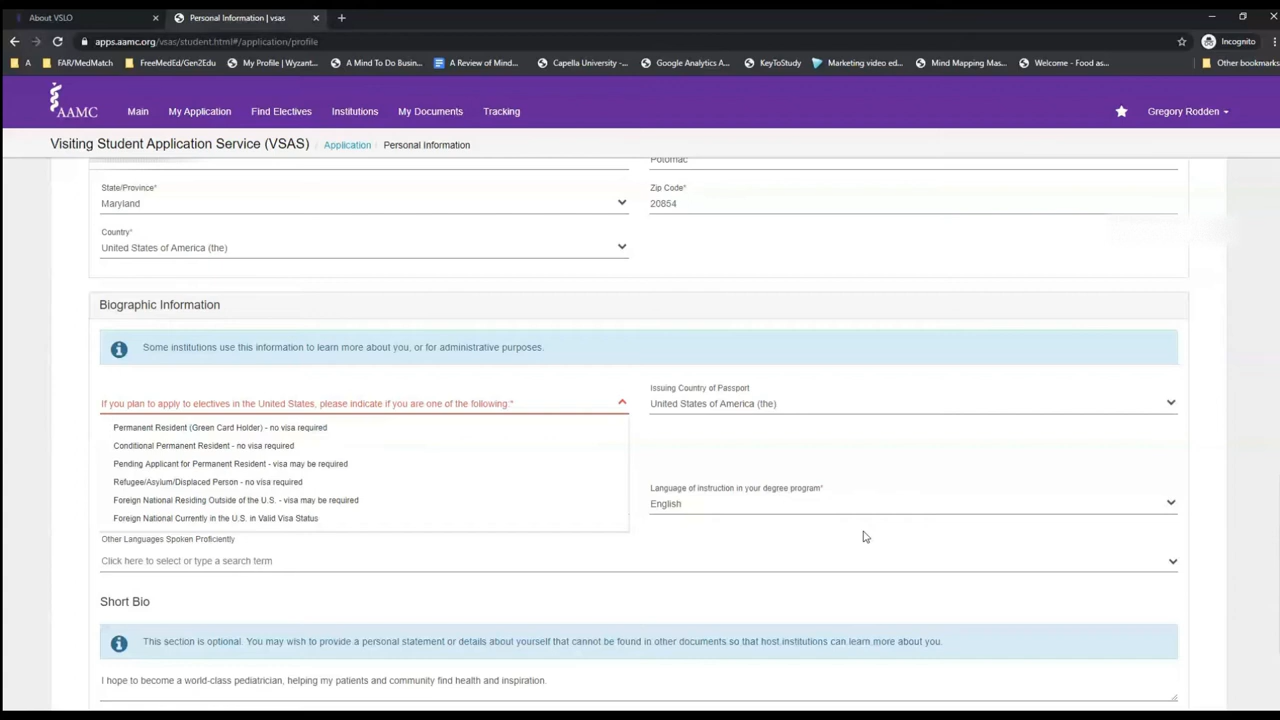 About VSLO
Personal Information | vsas
apps.aamc.org/vsas/student.html#/application/profile
Incognito
A
FAR/MedMatch
FreeMedEd/Gen2Edu
My Profile | Wyzant...
A Mind To Do Busin...
A Review of Mind...
Capella University -...
Google Analytics A...
KeyToStudy
Marketing video ed...
Mind Mapping Mas...
Welcome - Food as...
Other bookmarks
AAMC
Main
My Application
Find Electives
Institutions
My Documents
Tracking
Gregory Rodden
Visiting Student Application Service (VSAS) / Application / Personal Information
Potomac
State/Province*
Zip Code*
Maryland
20854
Country*
United States of America (the)
Biographic Information
Some institutions use this information to learn more about you, or for administrative purposes.
If you plan to apply to electives in the United States, please indicate if you are one of the following:*
Issuing Country of Passport
United States of America (the)
Permanent Resident (Green Card Holder) - no visa required
Conditional Permanent Resident - no visa required
Pending Applicant for Permanent Resident - visa may be required
Refugee/Asylum/Displaced Person - no visa required
Foreign National Residing Outside of the U.S. - visa may be required
Foreign National Currently in the U.S. in Valid Visa Status
Language of instruction in your degree program*
English
Other Languages Spoken Proficiently
Click here to select or type a search term
Short Bio
This section is optional. You may wish to provide a personal statement or details about yourself that cannot be found in other documents so that host institutions can learn more about you.
I hope to become a world-class pediatrician, helping my patients and community find health and inspiration.